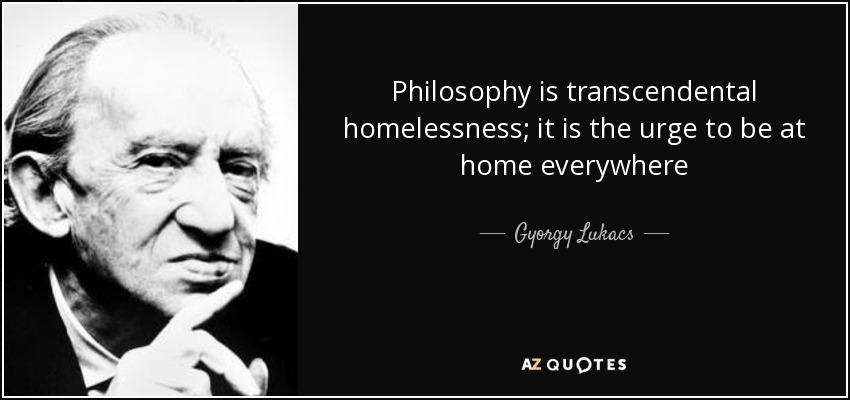 Philosophy is transcendental
homelessness; it is the urge to be at
home everywhere
Gyorgy Lukacs
AZ QUOTES